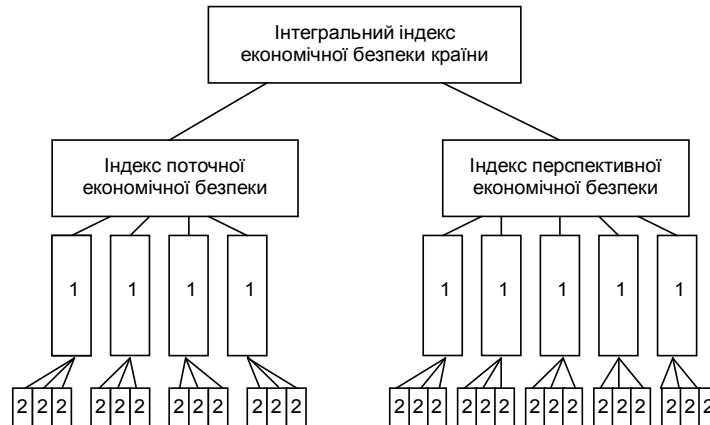 Інтегральний індекс
економічної безпеки країни
Індекс поточної
економічної безпеки
Індекс перспективної
економічної безпеки
1 1 1 1 1 1 1 1 1
2 2 2 2 2 2 2 2 2 2 2 2 2 2 2 2 2 2 2 2 2 2 2 2 2 2 2